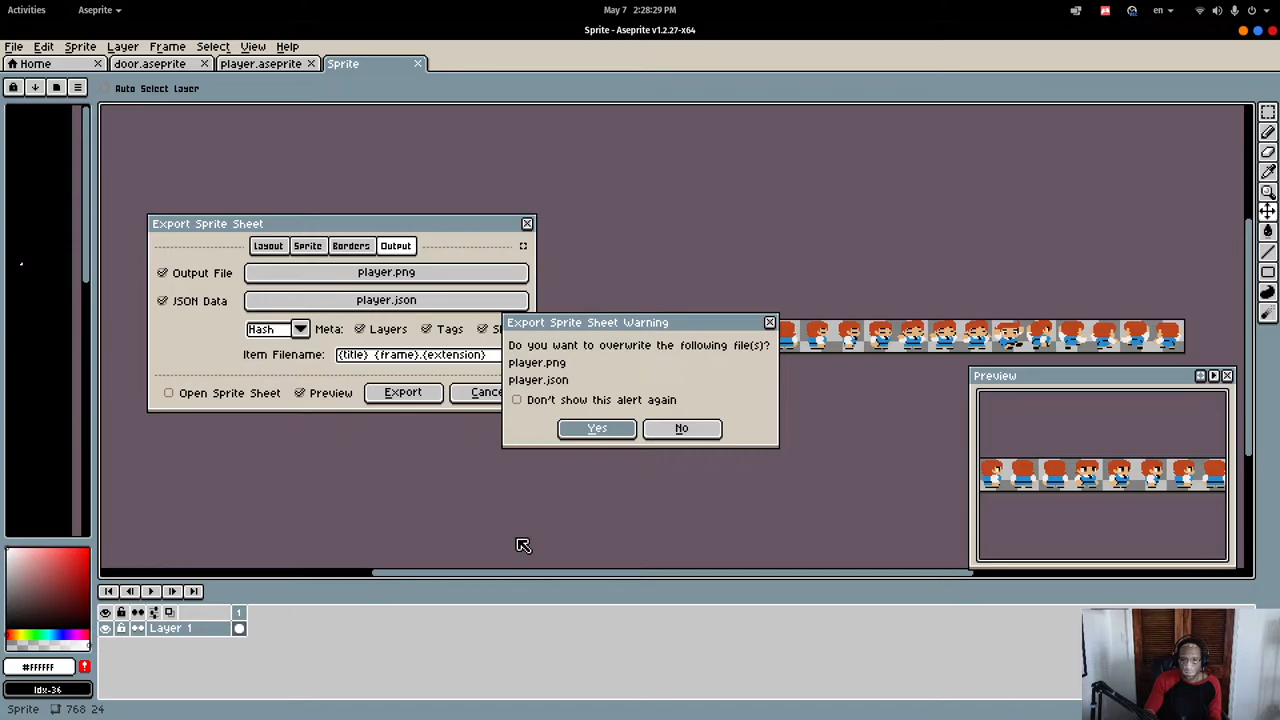 Activities Aseprite May 7 2:28:29 PM en
Sprite - Aseprite v1.2.27-x64
File Edit Sprite Layer Frame Select View Help
Home door.aseprite player.aseprite Sprite
Auto Select Layer
Export Sprite Sheet
Layout Sprite Borders Output
Output File player.png
JSON Data player.json
Hash Meta: Layers Tags
Item Filename: {title} {frame}.{extension}
Open Sprite Sheet Preview Export
Export Sprite Sheet Warning
Do you want to overwrite the following file(s)?
player.png
player.json
Don't show this alert again
Yes No
Preview
1
Layer 1
#FFFFFF
Idx-36
Sprite 768 24